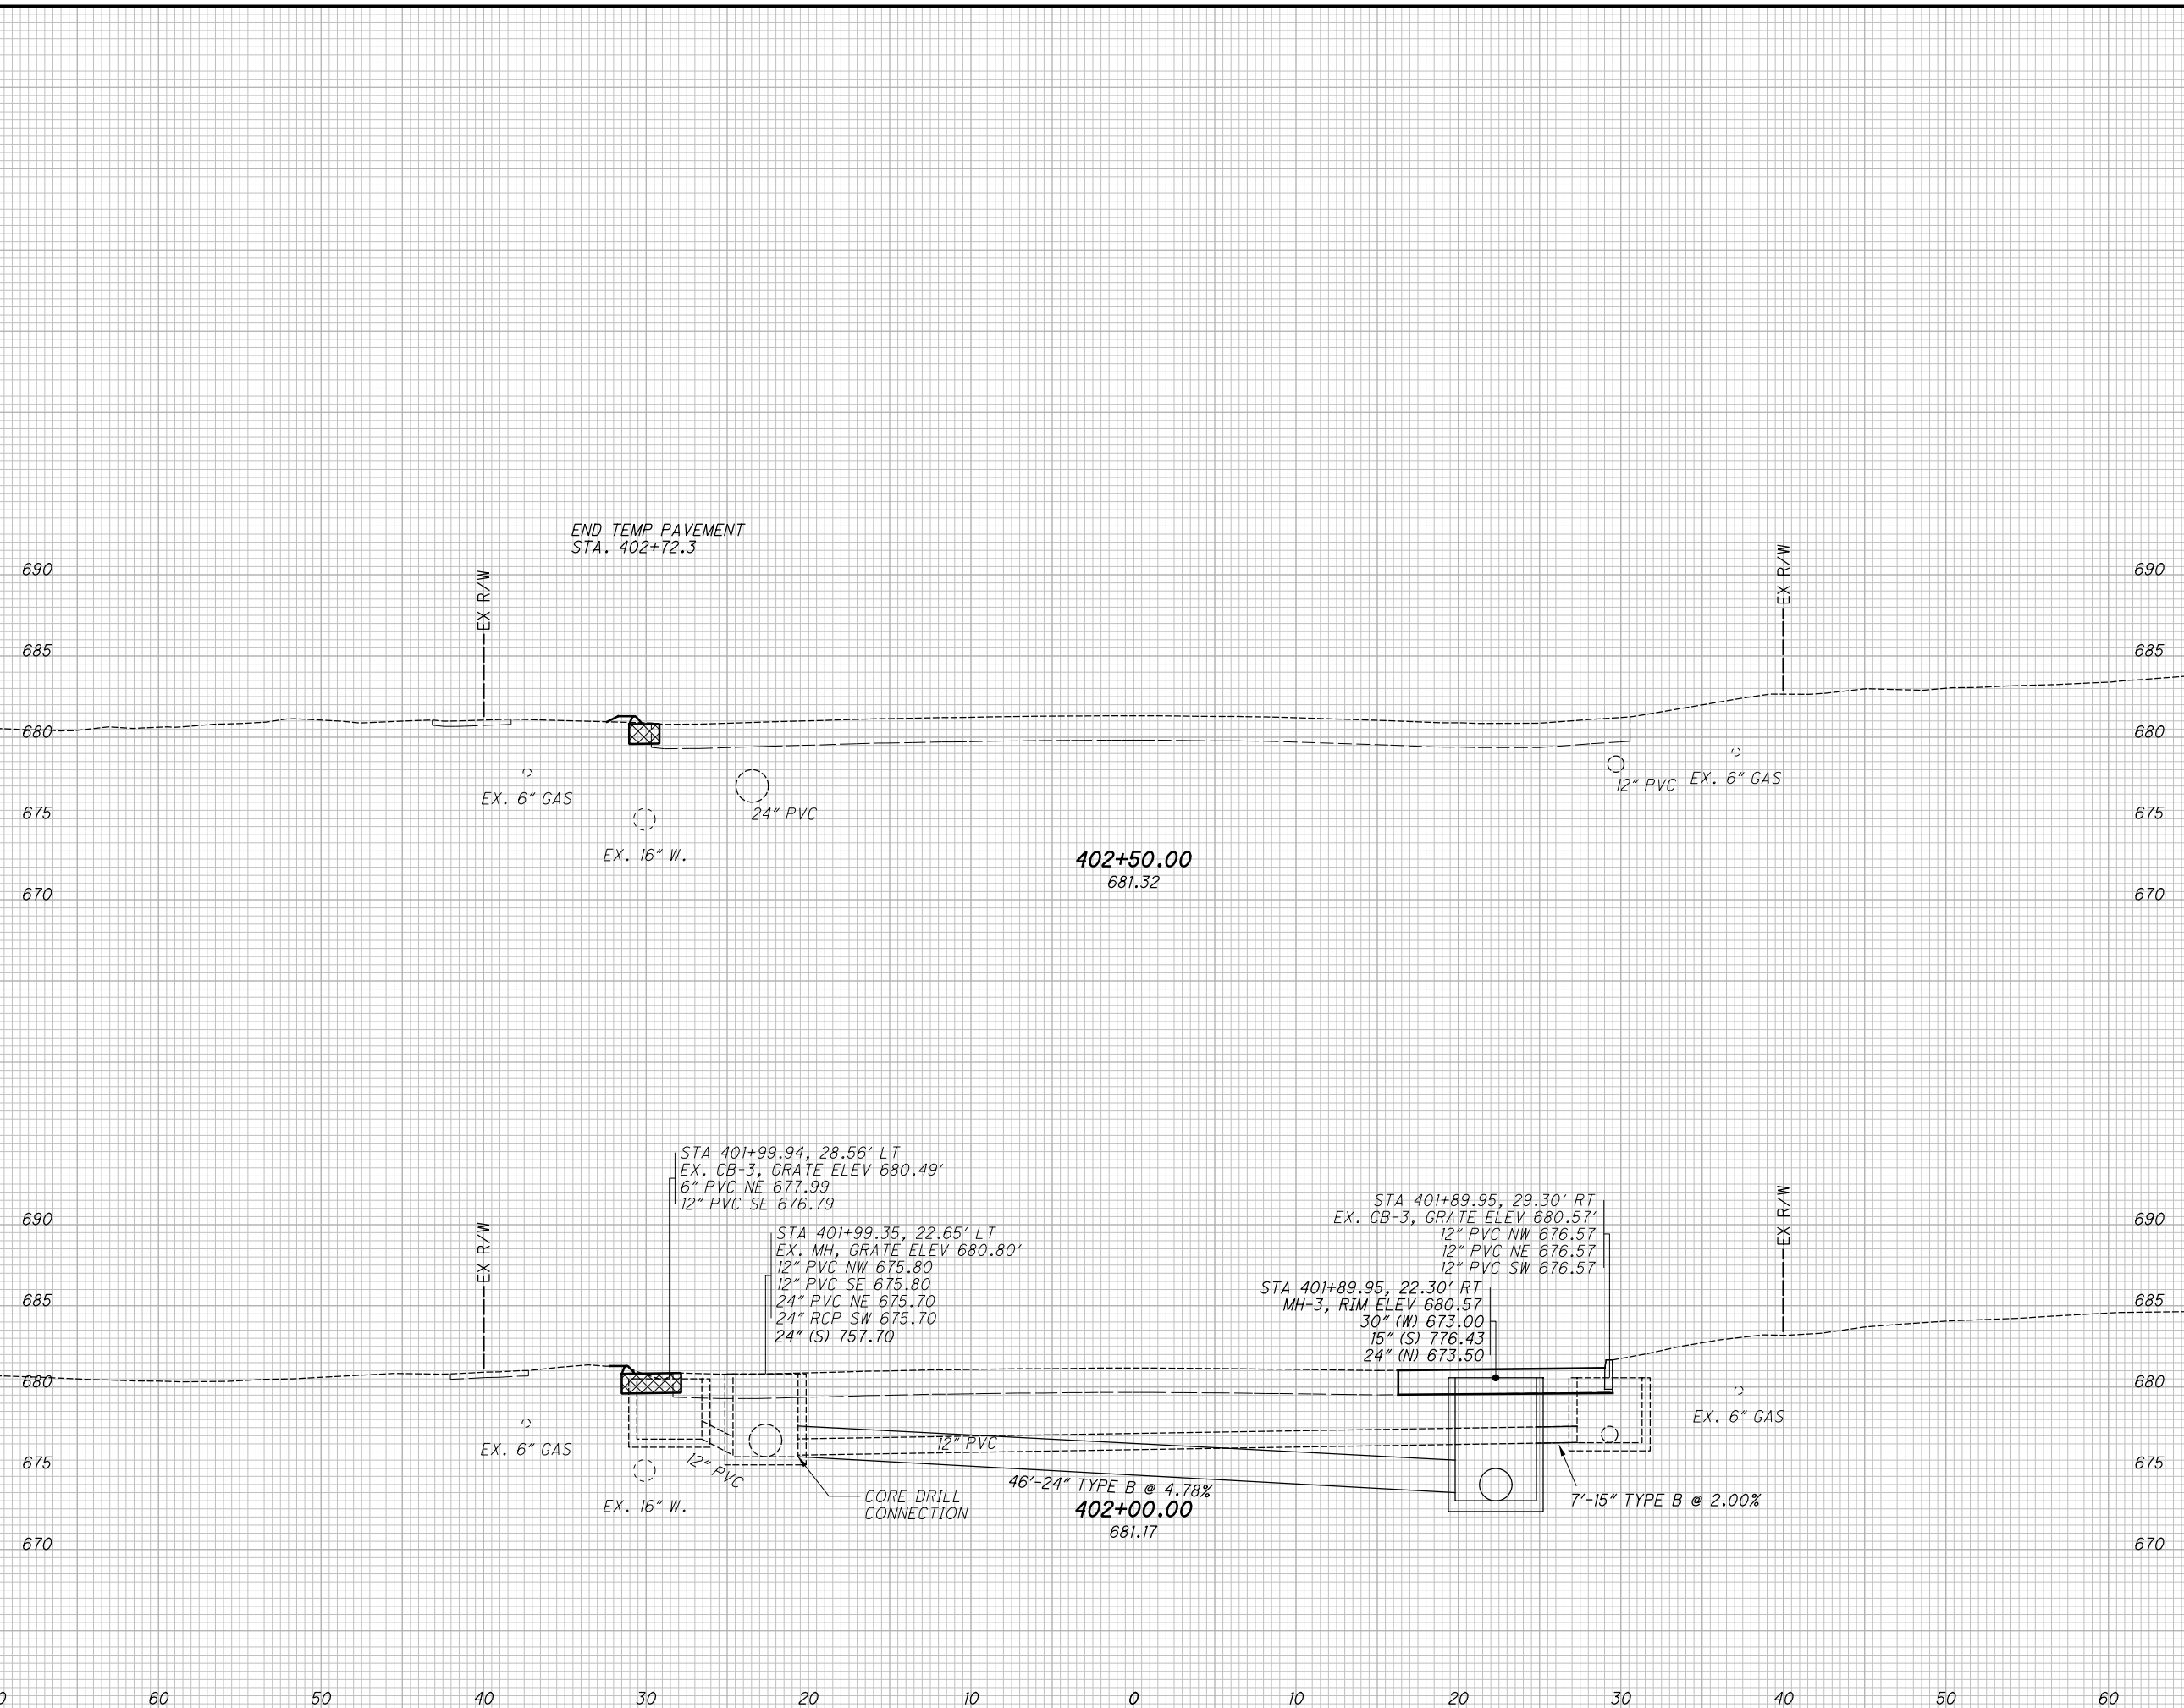 END TEMP PAVEMENT
STA. 402+72.3
690
EX R/W
EX R/W
690
685
685
680
680
EX. 6" GAS
24" PVC
12" PVC
EX. 6" GAS
675
675
EX. 16" W.
402+50.00
681.32
670
670
STA 401+99.94, 28.56' LT
EX. CB-3, GRATE ELEV 680.49'
6" PVC NE 677.99
12" PVC SE 676.79
STA 401+99.35, 22.65' LT
EX. MH, GRATE ELEV 680.80'
12" PVC NW 675.80
12" PVC SE 675.80
24" PVC NE 675.70
24" RCP SW 675.70
24" (S) 757.70
STA 401+89.95, 29.30' RT
EX. CB-3, GRATE ELEV 680.57'
12" PVC NW 676.57
12" PVC NE 676.57
12" PVC SW 676.57
STA 401+89.95, 22.30' RT
MH-3, RIM ELEV 680.57
30" (W) 673.00
15" (S) 776.43
24" (N) 673.50
690
EX R/W
EX R/W
690
685
685
680
680
EX. 6" GAS
12" PVC
12" PVC
EX. 6" GAS
675
675
EX. 16" W.
CORE DRILL
CONNECTION
46'-24" TYPE B @ 4.78%
7'-15" TYPE B @ 2.00%
402+00.00
681.17
670
670
0 60 50 40 30 20 10 0 10 20 30 40 50 60